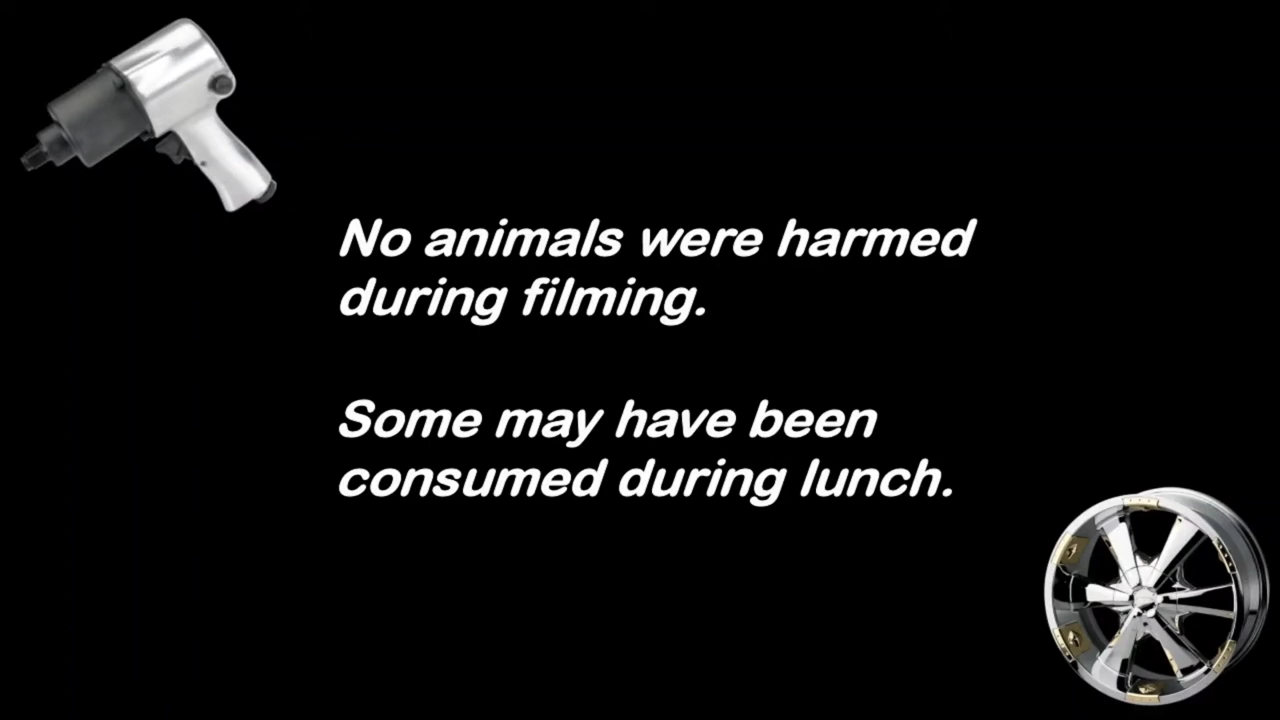 No animals were harmed
during filming.
Some may have been
consumed during lunch.